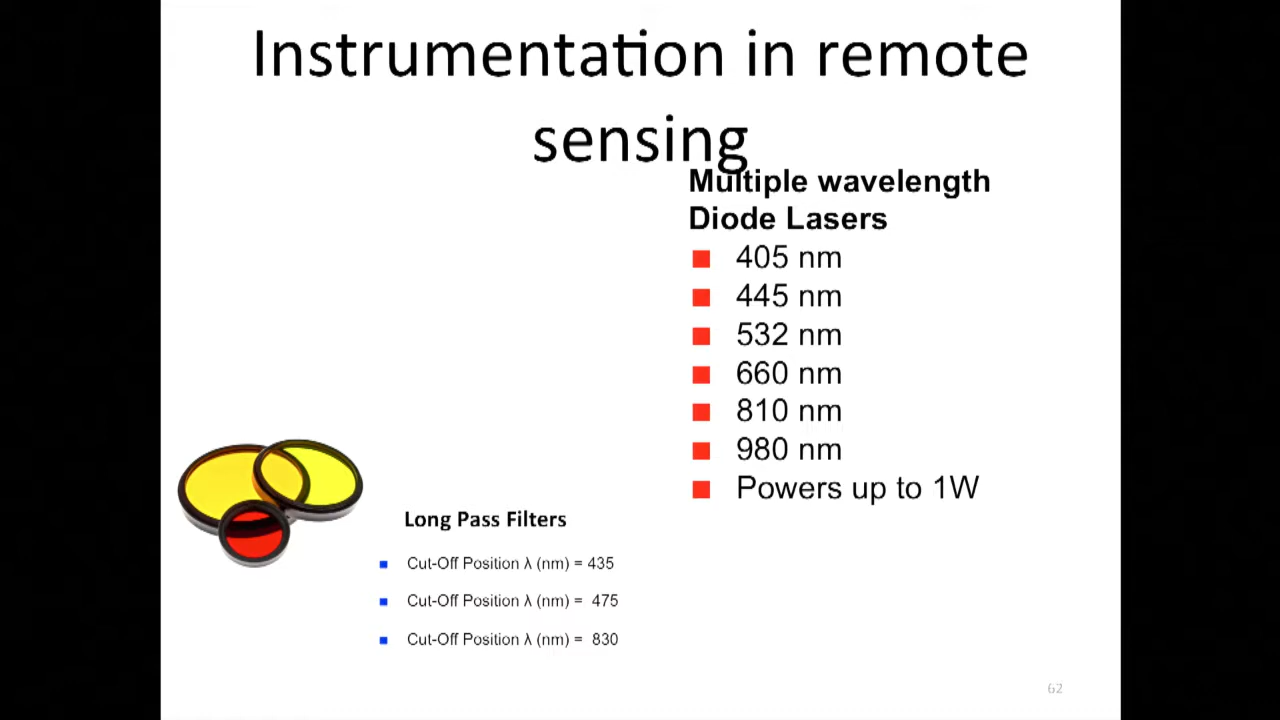 Instrumentation in remote
sensing
Multiple wavelength
Diode Lasers
405 nm
445 nm
532 nm
660 nm
810 nm
980 nm
Powers up to 1W
Long Pass Filters
Cut-Off Position λ (nm) = 435
Cut-Off Position λ (nm) = 475
Cut-Off Position λ (nm) = 830
62